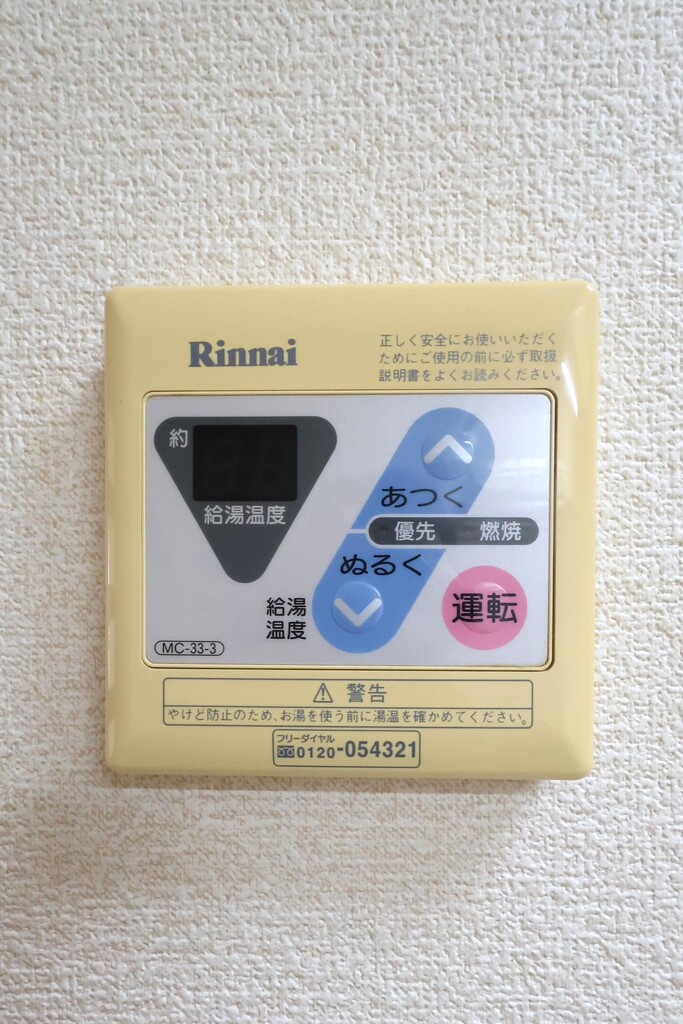 Rinnai
正しく安全にお使いいただく
ためにご使用の前に必ず取扱
説明書をよくお読みください。
約
給湯温度
あつく
優先 燃焼
ぬるく
給湯
温度
運転
MC-33-3
⚠ 警告
やけど防止のため、お湯を使う前に湯温を確かめてください。
フリーダイヤル
0120-054321